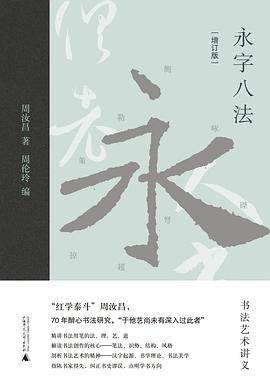 永字八法
[增订版]
周汝昌 著
周伦玲 编
侧
勒
努
趯
策
掠
啄
磔
永
书法艺术讲义
“红学泰斗”周汝昌，
70年醉心书法研究，“于他艺尚未有深入过此者”
精讲书法用笔的法、理、艺、道
解读书法创作的核心——笔法、识势、结构、风格
剖析书法艺术的精神——汉字起源、书学理论、书法美学
指陈书家得失，纠正书史谬误，点明学书方向